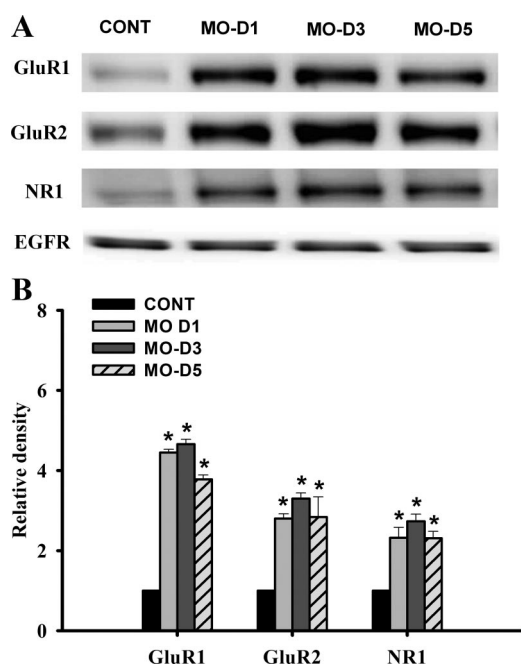 A
CONT MO-D1 MO-D3 MO-D5
GluR1
GluR2
NR1
EGFR
B
CONT
MO D1
MO-D3
MO-D5
8
6
4
2
0
Relative density
* * *
* * *
* * *
GluR1 GluR2 NR1